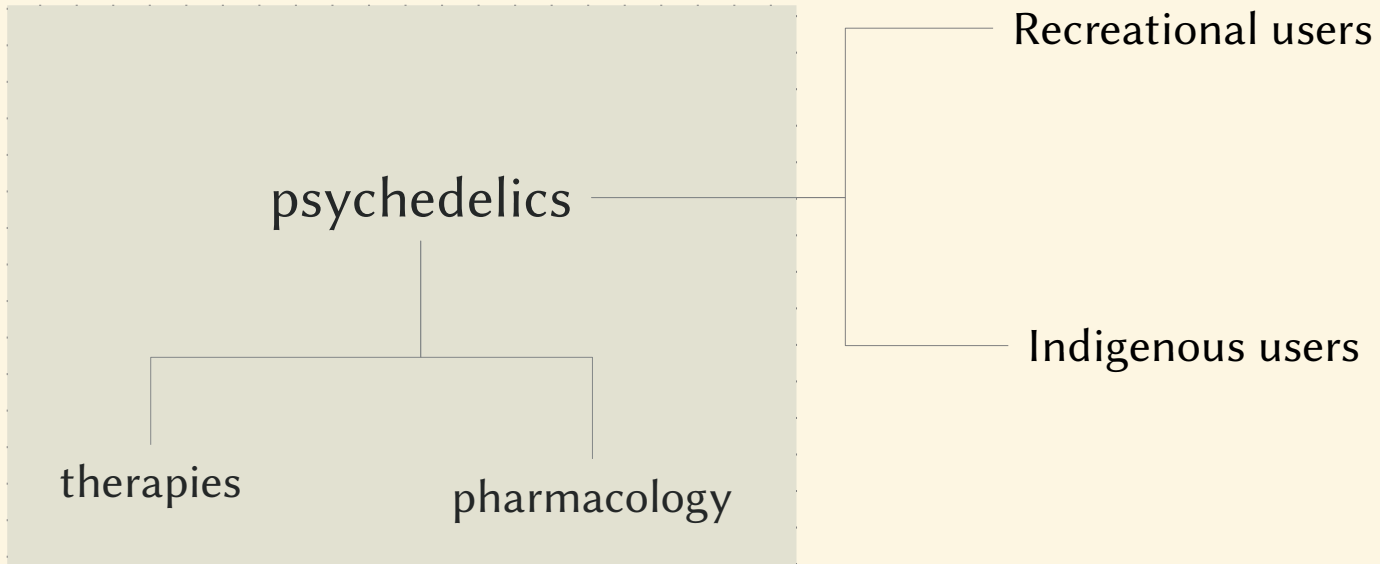 Recreational users
psychedelics
Indigenous users
therapies
pharmacology